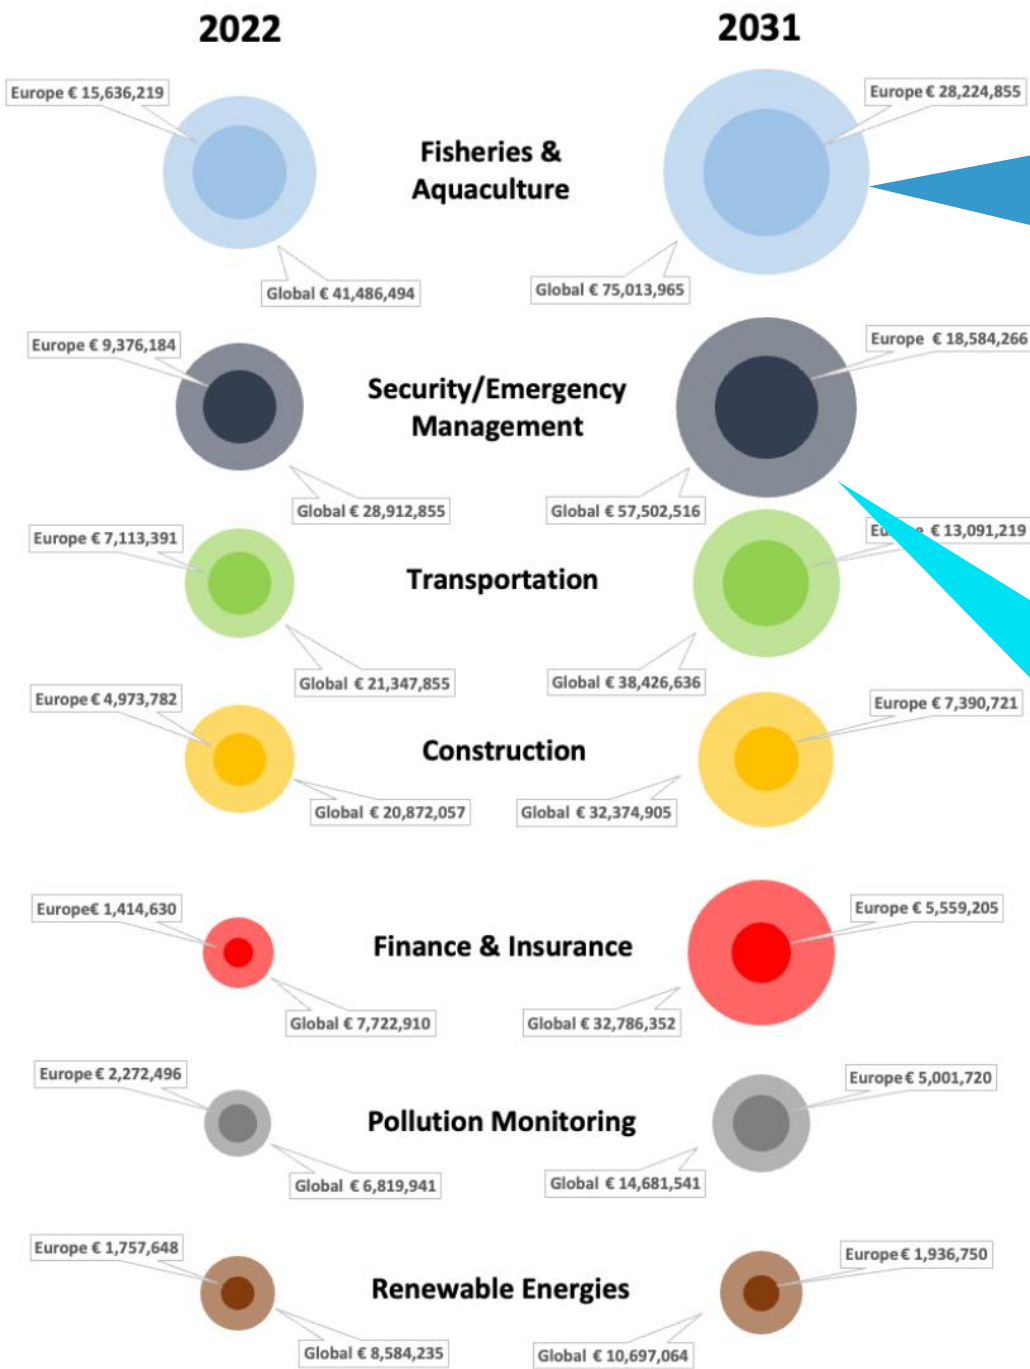 2022
2031
Europe € 15,636,219
Europe € 28,224,855
Fisheries &
Aquaculture
Global € 41,486,494
Global € 75,013,965
Europe € 9,376,184
Europe € 18,584,266
Security/Emergency
Management
Global € 28,912,855
Global € 57,502,516
Europe € 7,113,391
€ 13,091,219
Transportation
Global € 21,347,855
Global € 38,426,636
Europe € 4,973,782
Europe € 7,390,721
Construction
Global € 20,872,057
Global € 32,374,905
Europe€ 1,414,630
Europe € 5,559,205
Finance & Insurance
Global € 7,722,910
Global € 32,786,352
Europe € 2,272,496
Europe € 5,001,720
Pollution Monitoring
Global € 6,819,941
Global € 14,681,541
Europe € 1,757,648
Europe € 1,936,750
Renewable Energies
Global € 8,584,235
Global € 10,697,064